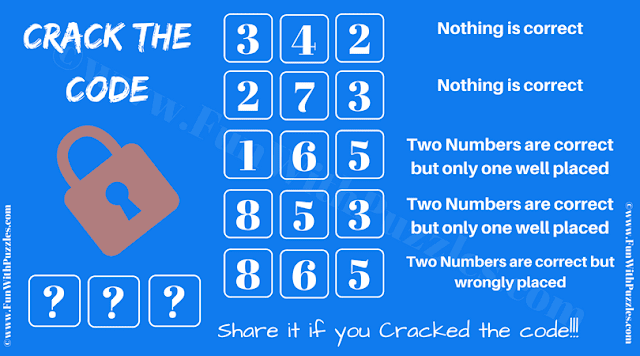 CRACK THE
CODE
3 4 2
Nothing is correct
2 7 3
Nothing is correct
1 6 5
Two Numbers are correct
but only one well placed
8 5 3
Two Numbers are correct
but only one well placed
8 6 5
Two Numbers are correct but
wrongly placed
? ? ?
Share it if you Cracked the code!!!
©www.FunWithPuzzles.com
©www.FunWithPuzzles.com
©www.FunWithPuzzles.com